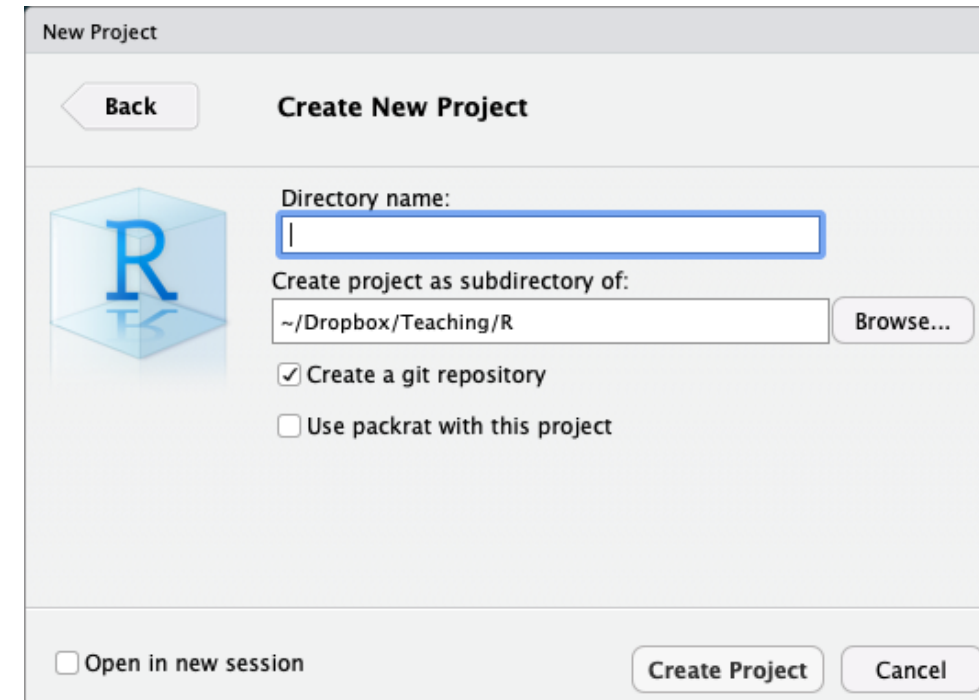 New Project
Back
Create New Project
R
Directory name:
Create project as subdirectory of:
~/Dropbox/Teaching/R
Browse...
Create a git repository
Use packrat with this project
Open in new session
Create Project
Cancel